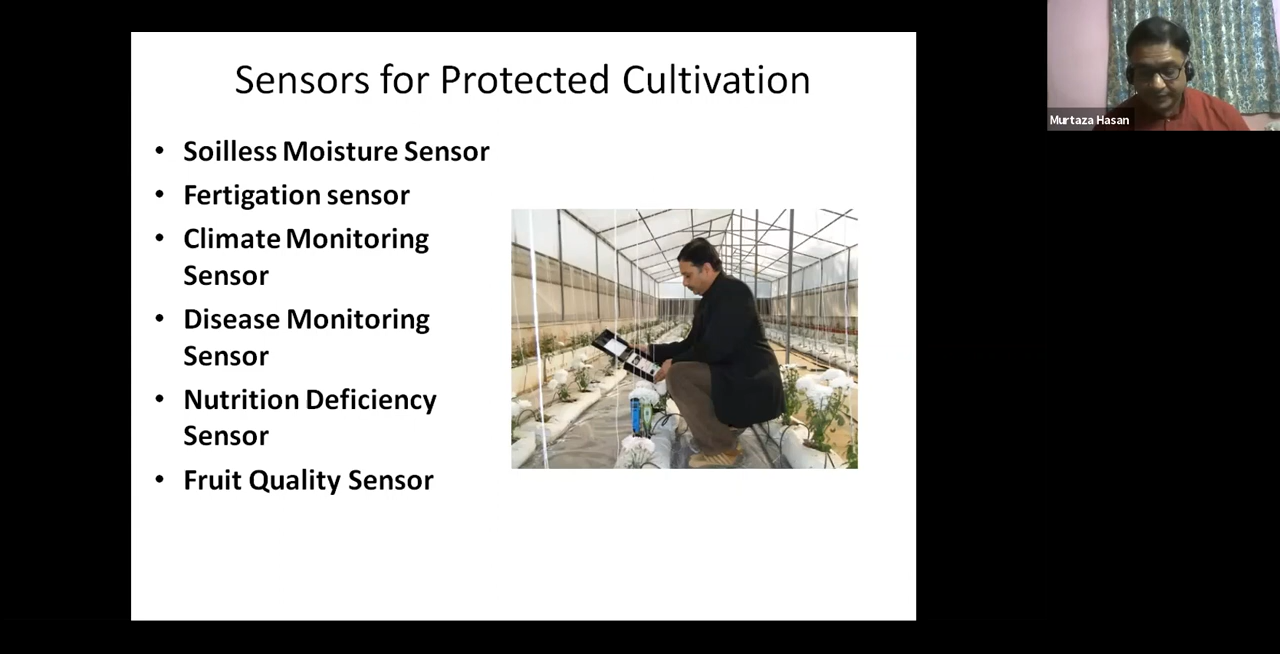 Sensors for Protected Cultivation
Murtaza Hasan
• Soilless Moisture Sensor
• Fertigation sensor
• Climate Monitoring
Sensor
• Disease Monitoring
Sensor
• Nutrition Deficiency
Sensor
• Fruit Quality Sensor